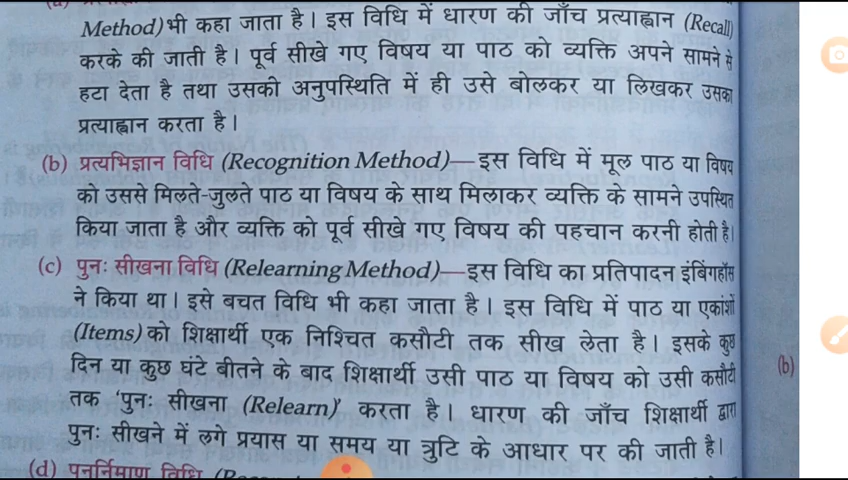 Method) भी कहा जाता है। इस विधि में धारण की जाँच प्रत्याह्वान (Recall)
करके की जाती है। पूर्व सीखे गए विषय या पाठ को व्यक्ति अपने सामने से
हटा देता है तथा उसकी अनुपस्थिति में ही उसे बोलकर या लिखकर उसका
प्रत्याह्वान करता है।
(b) प्रत्यभिज्ञान विधि (Recognition Method)—इस विधि में मूल पाठ या विषय
को उससे मिलते-जुलते पाठ या विषय के साथ मिलाकर व्यक्ति के सामने उपस्थित
किया जाता है और व्यक्ति को पूर्व सीखे गए विषय की पहचान करनी होती है।
(c) पुनः सीखना विधि (Relearning Method)—इस विधि का प्रतिपादन इंबिंगहॉस
ने किया था। इसे बचत विधि भी कहा जाता है। इस विधि में पाठ या एकांशों
(Items) को शिक्षार्थी एक निश्चित कसौटी तक सीख लेता है। इसके कुछ
दिन या कुछ घंटे बीतने के बाद शिक्षार्थी उसी पाठ या विषय को उसी कसौटी
तक 'पुनः सीखना (Relearn)' करता है। धारण की जाँच शिक्षार्थी द्वारा
पुनः सीखने में लगे प्रयास या समय या त्रुटि के आधार पर की जाती है।
(d) पुनर्निमाण विधि
(b)